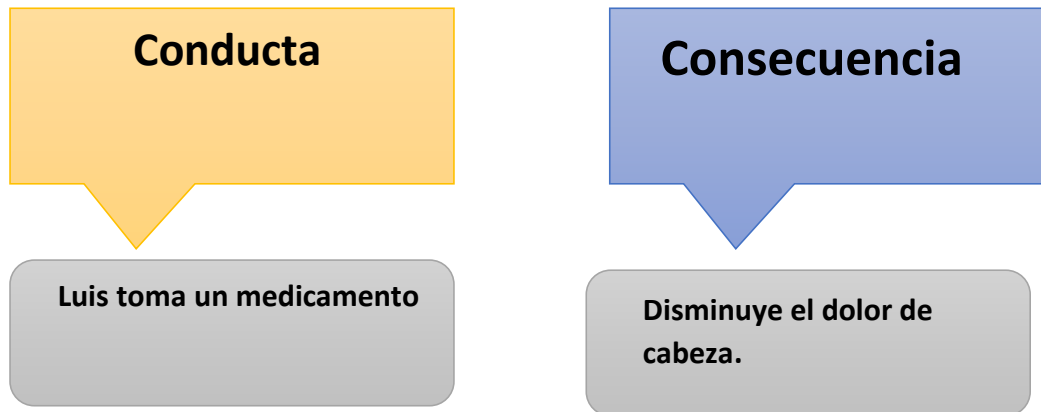 Conducta
Consecuencia
Luis toma un medicamento
Disminuye el dolor de
cabeza.